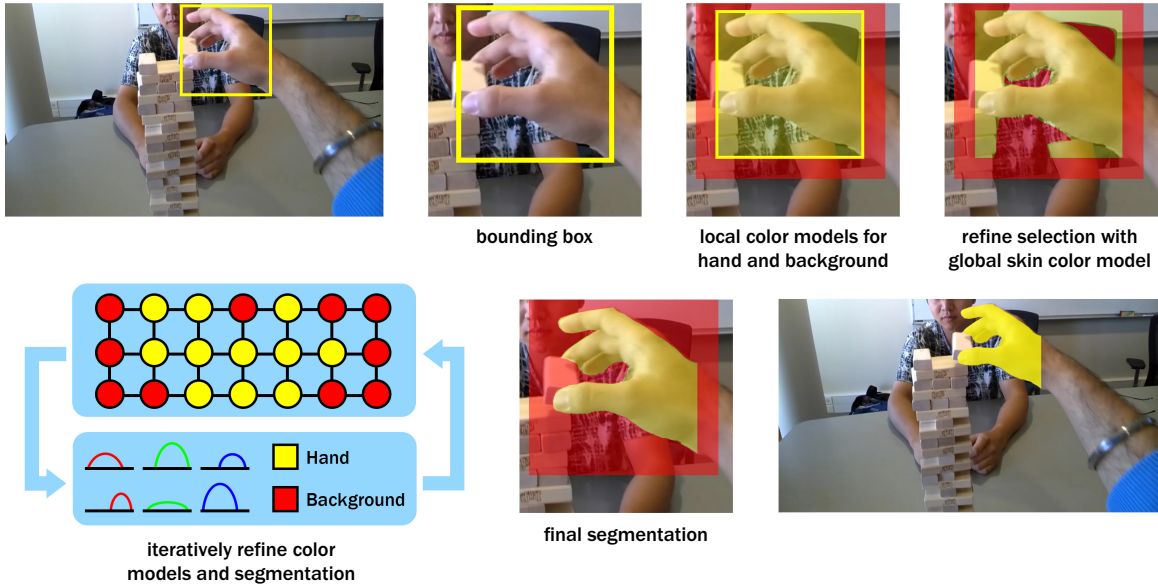 bounding box
local color models for
hand and background
refine selection with
global skin color model
Hand
Background
iteratively refine color
models and segmentation
final segmentation